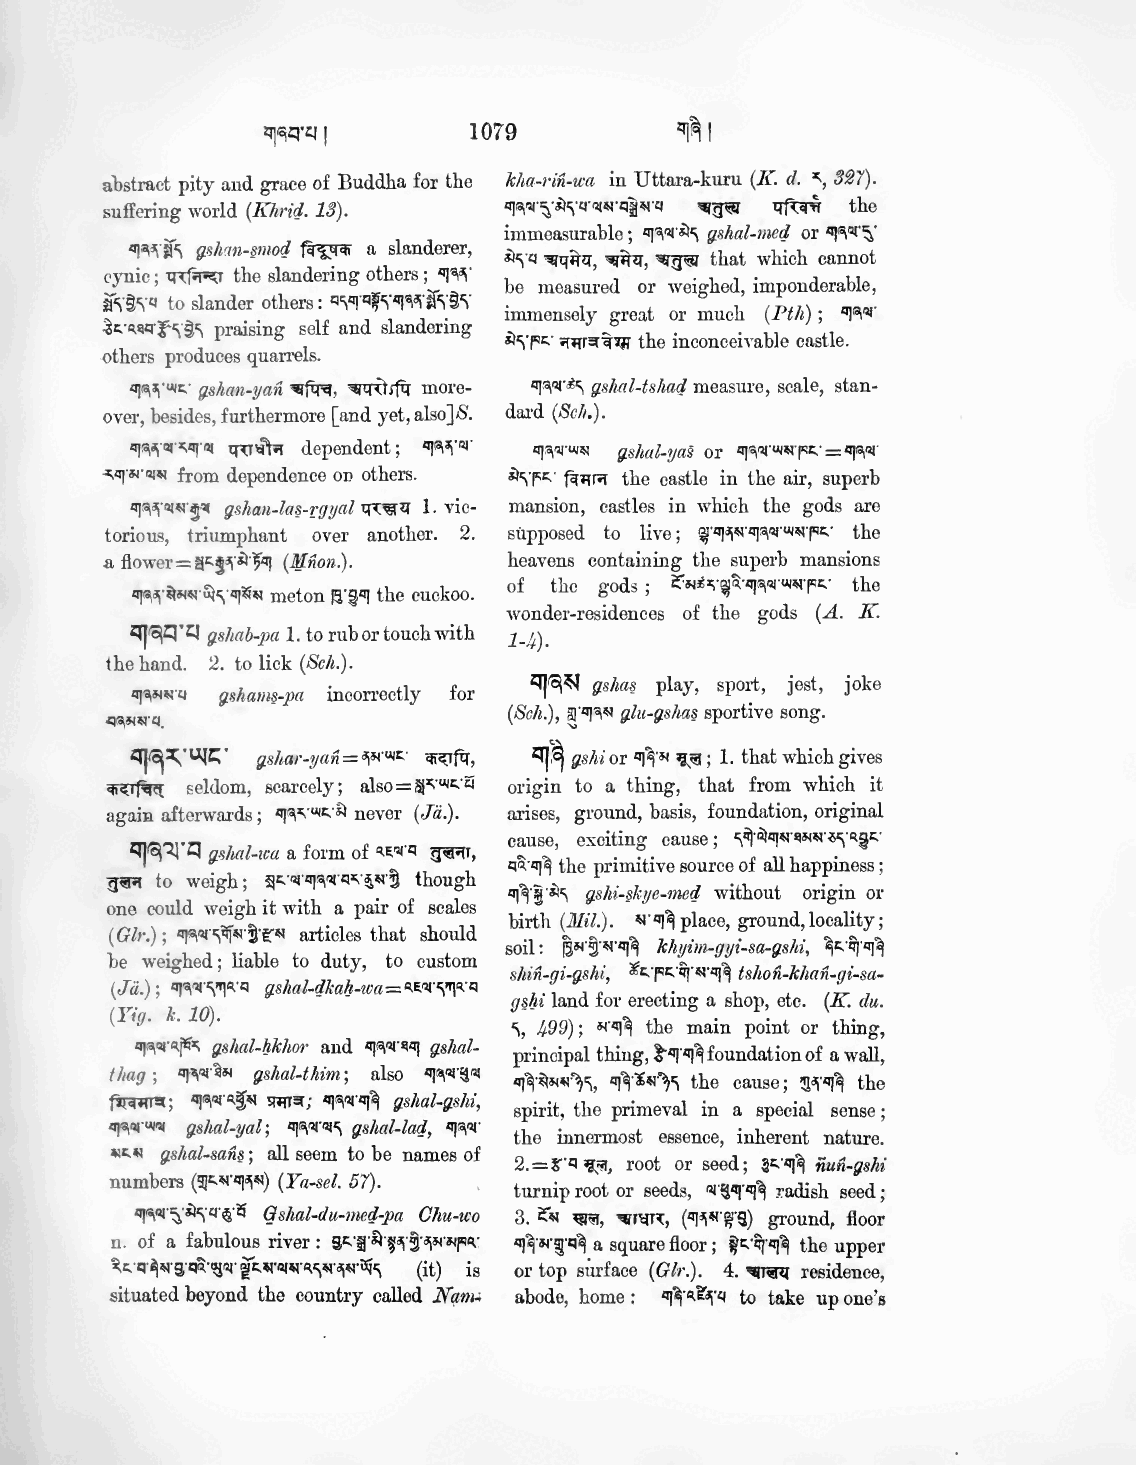 གཞབ་པ། 1079 གཞི།
abstract pity and grace of Buddha for the
suffering world (Khriḏ. 13).
གཞན་སྨོད gshan-s̱moḏ विदूषक a slanderer,
cynic; परनिन्दा the slandering others; གཞན་
སྨོད་བྱེད་པ to slander others: བདག་བསྟོད་གཞན་སྨོད་བྱེད་
ཅིང་འཐབ་རྩོད་བྱེད praising self and slandering
others produces quarrels.
གཞན་ཡང་ gshan-yañ अपिच, अपरोऽपि more-
over, besides, furthermore [and yet, also]S.
གཞན་ལ་རག་ལ पराधीन dependent; གཞན་ལ་
རག་མ་ལས from dependence on others.
གཞན་ལས་རྒྱལ gshan-las̱-rgyal परञ्जय 1. vic-
torious, triumphant over another. 2.
a flower= (M̱ñon.).
གཞན་སེམས་ཡིད་གསོས meton ཁུ་བྱུག the cuckoo.
གཞབ་པ gshab-pa 1. to rub or touch with
the hand. 2. to lick (Sch.).
གཞམས་པ gshams̱-pa incorrectly for
བཞམས་པ.
གཞར་ཡང་ gshar-yañ=ནམ་ཡང་ कदापि,
कदाचित् seldom, scarcely; also=སླར་ཡང་
again afterwards; གཞར་ཡང་མི never (Jä.).
གཞལ་བ gshal-wa a form of འཇལ་བ तुलना,
तुलन to weigh; སྲང་ལ་གཞལ་བར་ནུས་ཀྱི though
one could weigh it with a pair of scales
(Glr.); གཞལ་དགོས་ཀྱི་རྫས articles that should
be weighed; liable to duty, to custom
(Jä.); གཞལ་དཀའ་བ gshal-ḏkaẖ-wa=འཇལ་དཀའ་བ
(Yig. k. 10).
གཞལ་འཁོར gshal-ẖkhor and གཞལ་ཐག gshal-
thag; གཞལ་ཐིམ gshal-thim; also གཞལ་ཕྱལ
शिवमात्र; གཞལ་འཕྱོས प्रमात्र; གཞལ་གཞི gshal-gshi,
གཞལ་ཡལ gshal-yal; གཞལ་ལད gshal-laḏ, གཞལ་
སངས gshal-sañs̱; all seem to be names of
numbers (གྲངས་གནས) (Ya-sel. 57).
གཞལ་དུ་མེད་པ་ཆུ་བོ G̱shal-du-meḏ-pa Chu-wo
n. of a fabulous river: བྱང་སྒྲ་མི་སྙན་གྱི་ནམ་མཁའ་
རིང་བ་ཞེས་བྱ་བའི་ཡུལ་ལྗོངས་ལས་འདས་ནས་ཡོད (it) is
situated beyond the country called Nam-
kha-riñ-wa in Uttara-kuru (K. d. ར, 327).
གཞལ་དུ་མེད་པ་ལས་བསྒྲེས་པ अतुल्य परिवर्त्त the
immeasurable; གཞལ་མེད gshal-meḏ or གཞལ་དུ་
མེད་པ अप्रमेय, अमेय, अतुल्य that which cannot
be measured or weighed, imponderable,
immensely great or much (Pth); གཞལ་
མེད་ཁང་ the inconceivable castle.
གཞལ་ཚད gshal-tshaḏ measure, scale, stan-
dard (Sch.).
གཞལ་ཡས gshal-yas̱ or གཞལ་ཡས་ཁང་=གཞལ་
མེད་ཁང་ विमान the castle in the air, superb
mansion, castles in which the gods are
supposed to live; ལྷ་གནས་གཞལ་ཡས་ཁང་ the
heavens containing the superb mansions
of the gods; ངོ་མཚར་ལྷའི་གཞལ་ཡས་ཁང་ the
wonder-residences of the gods (A. K.
1-4).
གཞས gshas̱ play, sport, jest, joke
(Sch.), གླུ་གཞས glu-gshas̱ sportive song.
གཞི gshi or གཞི་མ मूल; 1. that which gives
origin to a thing, that from which it
arises, ground, basis, foundation, original
cause, exciting cause; དགེ་ལེགས་ཐམས་ཅད་འབྱུང་
བའི་གཞི the primitive source of all happiness;
གཞི་སྐྱེ་མེད gshi-s̱kye-meḏ without origin or
birth (Mil.). ས་གཞི place, ground, locality;
soil: ཁྱིམ་གྱི་ས་གཞི khyim-gyi-sa-gshi, ཞིང་གི་གཞི
shiñ-gi-gshi, ཚོང་ཁང་གི་ས་གཞི tshoñ-khañ-gi-sa-
gshi land for erecting a shop, etc. (K. du.
ད, 499); མ་གཞི the main point or thing,
principal thing, རྩིག་གཞི foundation of a wall,
གཞི་སེམས་ཉིད, གཞི་ཆོས་ཉིད the cause; ཀུན་གཞི the
spirit, the primeval in a special sense;
the innermost essence, inherent nature.
2.=རྩ་བ मूल, root or seed; ཉུང་གཞི ñuñ-gshi
turnip root or seeds, ལ་ཕུག་གཞི radish seed;
3. ངོས स्थल, आधार, (གནས་ལྟ་བུ) ground, floor
གཞི་མ་གྲུ་བཞི a square floor; སྟེང་གི་གཞི the upper
or top surface (Glr.). 4. आलय residence,
abode, home: གཞི་འཛིན་པ to take up one's